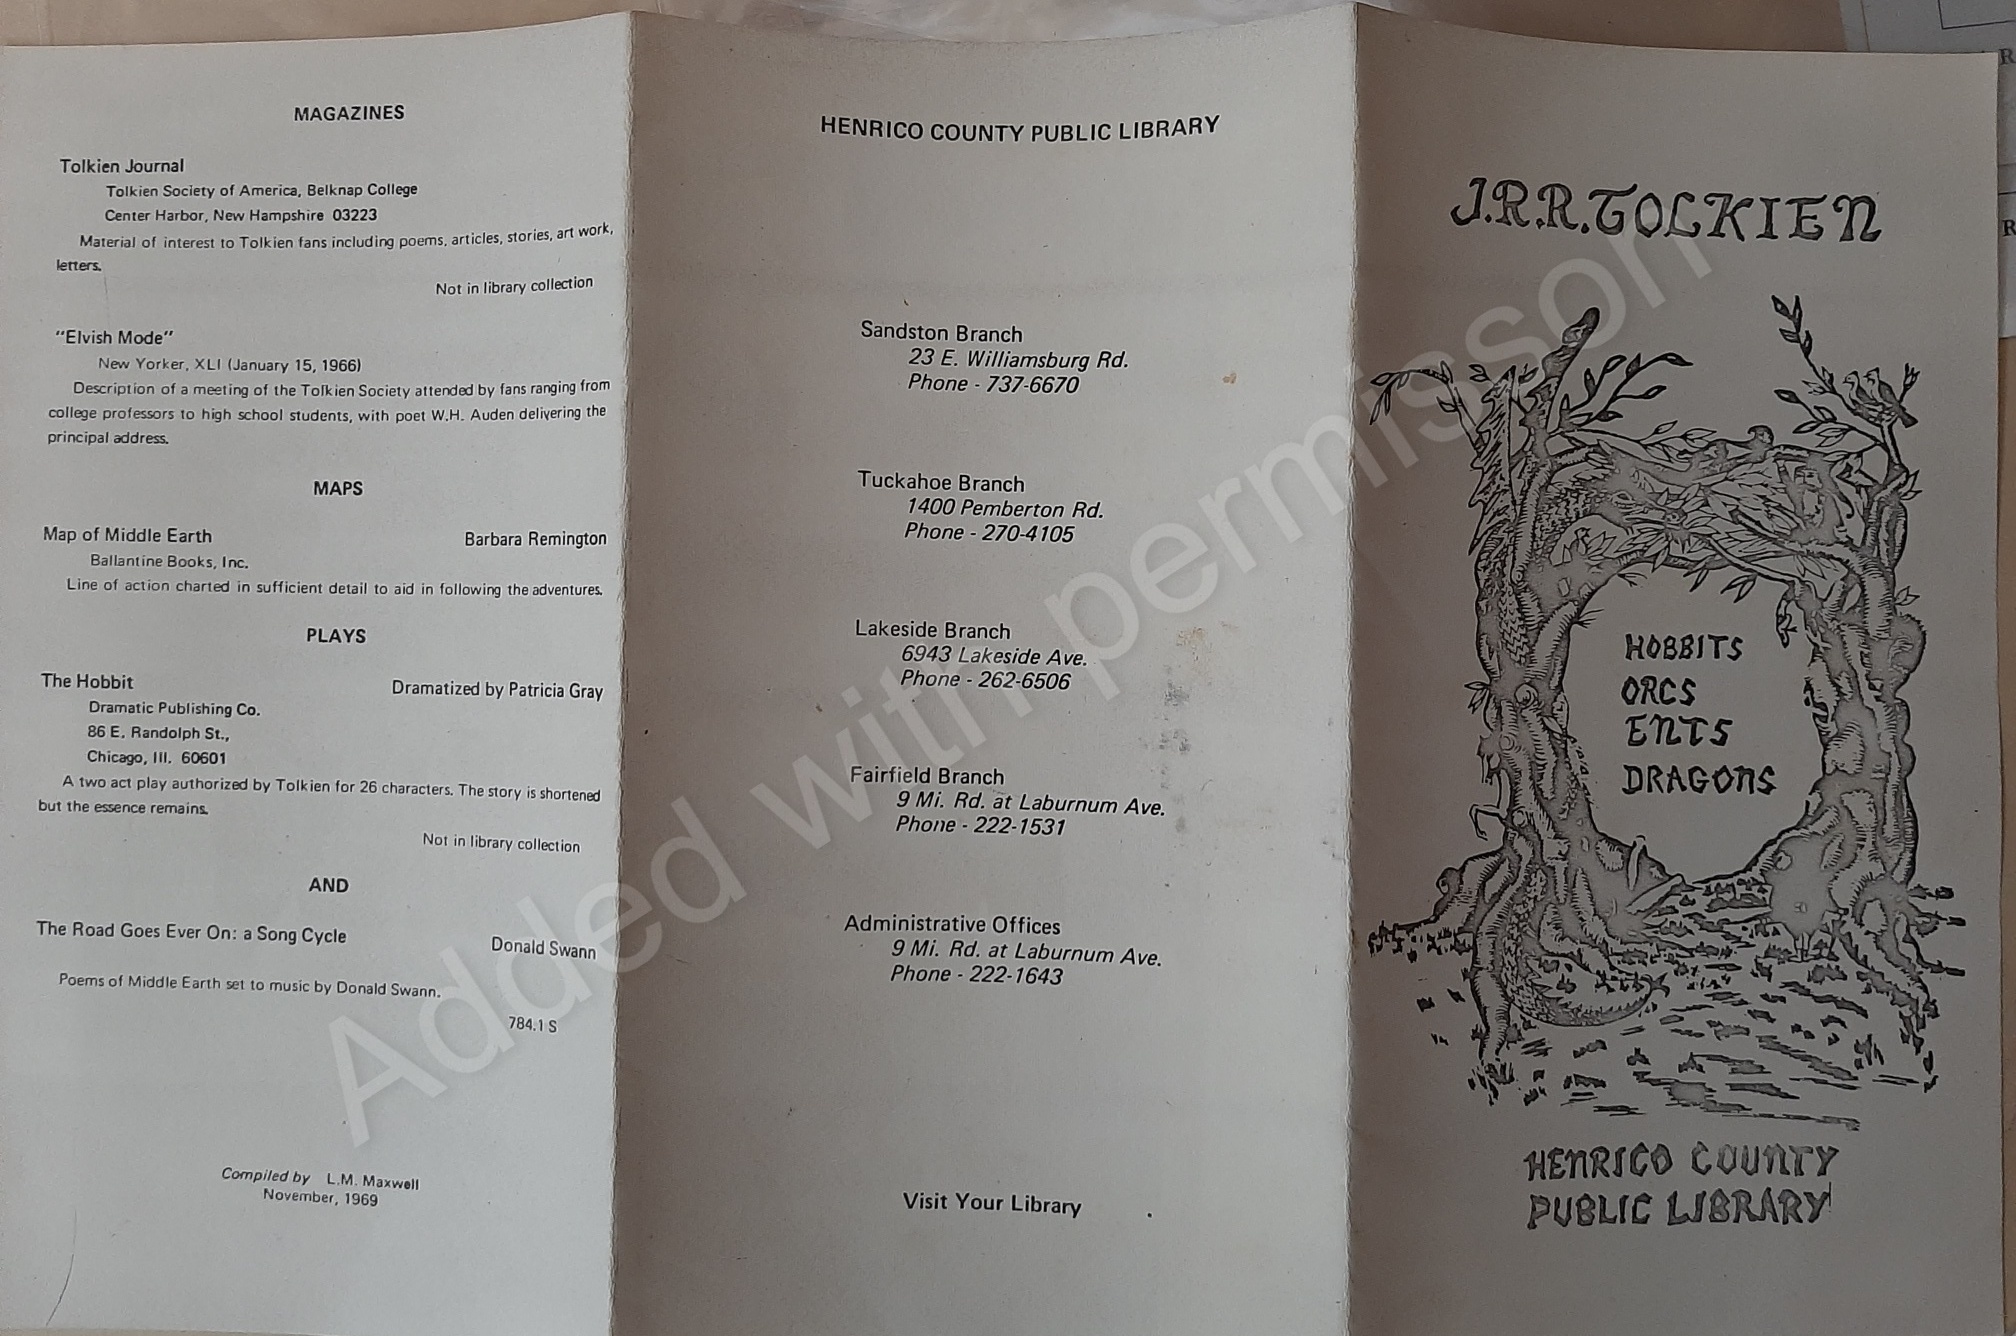 MAGAZINES
Tolkien Journal
Tolkien Society of America, Belknap College
Center Harbor, New Hampshire 03223
Material of interest to Tolkien fans including poems, articles, stories, art work,
letters.
Not in library collection
"Elvish Mode"
New Yorker, XLI (January 15, 1966)
Description of a meeting of the Tolkien Society attended by fans ranging from
college professors to high school students, with poet W.H. Auden delivering the
principal address.
MAPS
Map of Middle Earth Barbara Remington
Ballantine Books, Inc.
Line of action charted in sufficient detail to aid in following the adventures.
PLAYS
The Hobbit Dramatized by Patricia Gray
Dramatic Publishing Co.
86 E. Randolph St.,
Chicago, Ill. 60601
A two act play authorized by Tolkien for 26 characters. The story is shortened
but the essence remains.
Not in library collection
AND
The Road Goes Ever On: a Song Cycle Donald Swann
Poems of Middle Earth set to music by Donald Swann.
784.1 S
Compiled by L.M. Maxwell
November, 1969
HENRICO COUNTY PUBLIC LIBRARY
Sandston Branch
23 E. Williamsburg Rd.
Phone - 737-6670
Tuckahoe Branch
1400 Pemberton Rd.
Phone - 270-4105
Lakeside Branch
6943 Lakeside Ave.
Phone - 262-6506
Fairfield Branch
9 Mi. Rd. at Laburnum Ave.
Phone - 222-1531
Administrative Offices
9 Mi. Rd. at Laburnum Ave.
Phone - 222-1643
Visit Your Library
J.R.R. TOLKIEN
HOBBITS
ORCS
ENTS
DRAGONS
HENRICO COUNTY
PUBLIC LIBRARY
Added with permisson
R
R